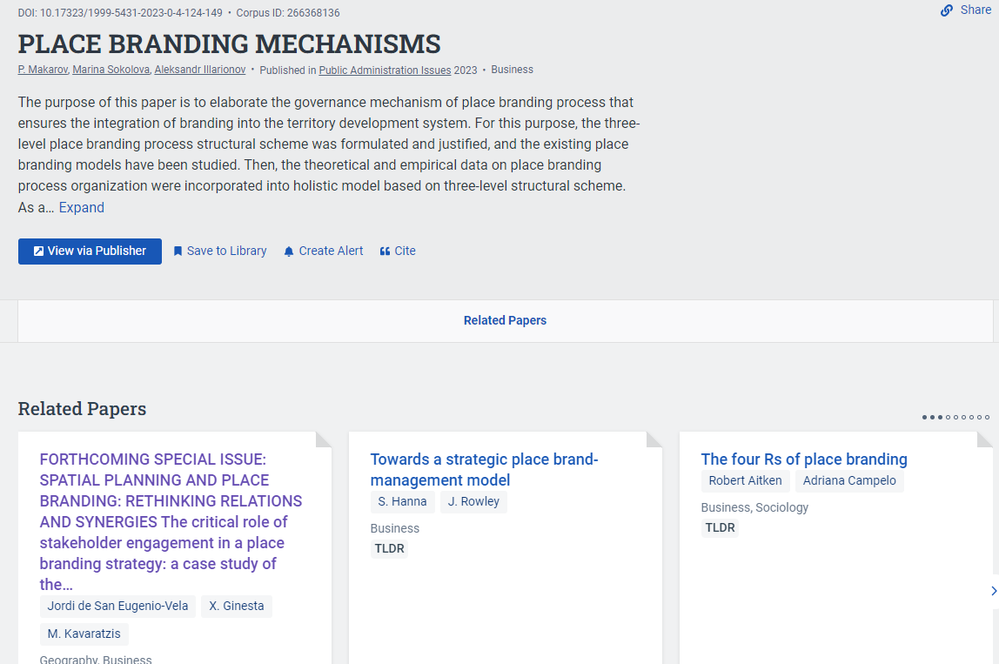 DOI: 10.17323/1999-5431-2023-0-4-124-149 • Corpus ID: 266368136
Share
PLACE BRANDING MECHANISMS
P. Makarov, Marina Sokolova, Aleksandr Illarionov • Published in Public Administration Issues 2023 • Business
The purpose of this paper is to elaborate the governance mechanism of place branding process that
ensures the integration of branding into the territory development system. For this purpose, the three-
level place branding process structural scheme was formulated and justified, and the existing place
branding models have been studied. Then, the theoretical and empirical data on place branding
process organization were incorporated into holistic model based on three-level structural scheme.
As a… Expand
View via Publisher
Save to Library
Create Alert
Cite
Related Papers
Related Papers
FORTHCOMING SPECIAL ISSUE:
SPATIAL PLANNING AND PLACE
BRANDING: RETHINKING RELATIONS
AND SYNERGIES The critical role of
stakeholder engagement in a place
branding strategy: a case study of
the…
Jordi de San Eugenio-Vela
X. Ginesta
M. Kavaratzis
Geography, Business
Towards a strategic place brand-
management model
S. Hanna
J. Rowley
Business
TLDR
The four Rs of place branding
Robert Aitken
Adriana Campelo
Business, Sociology
TLDR